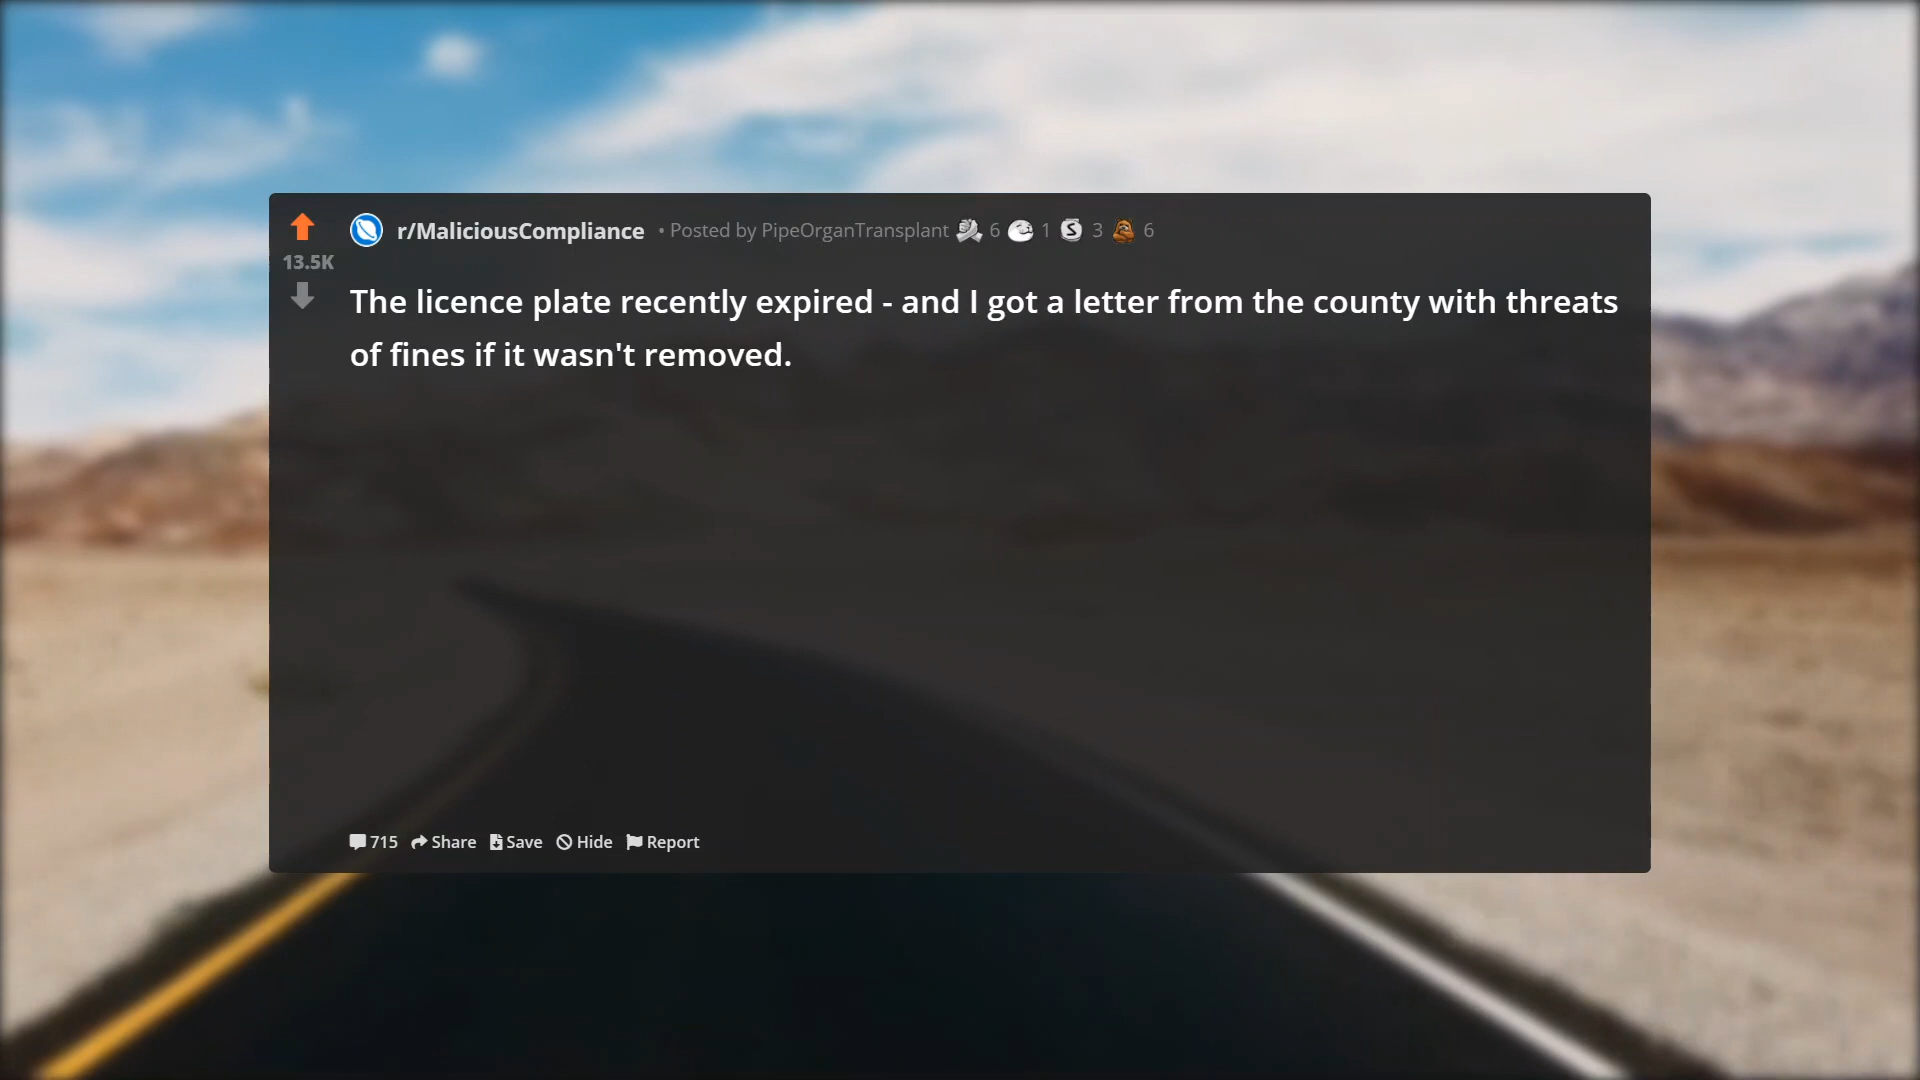 r/MaliciousCompliance • Posted by PipeOrganTransplant 6 1 S 3 6
13.5K
The licence plate recently expired - and I got a letter from the county with threats
of fines if it wasn't removed.
715 Share Save Hide Report